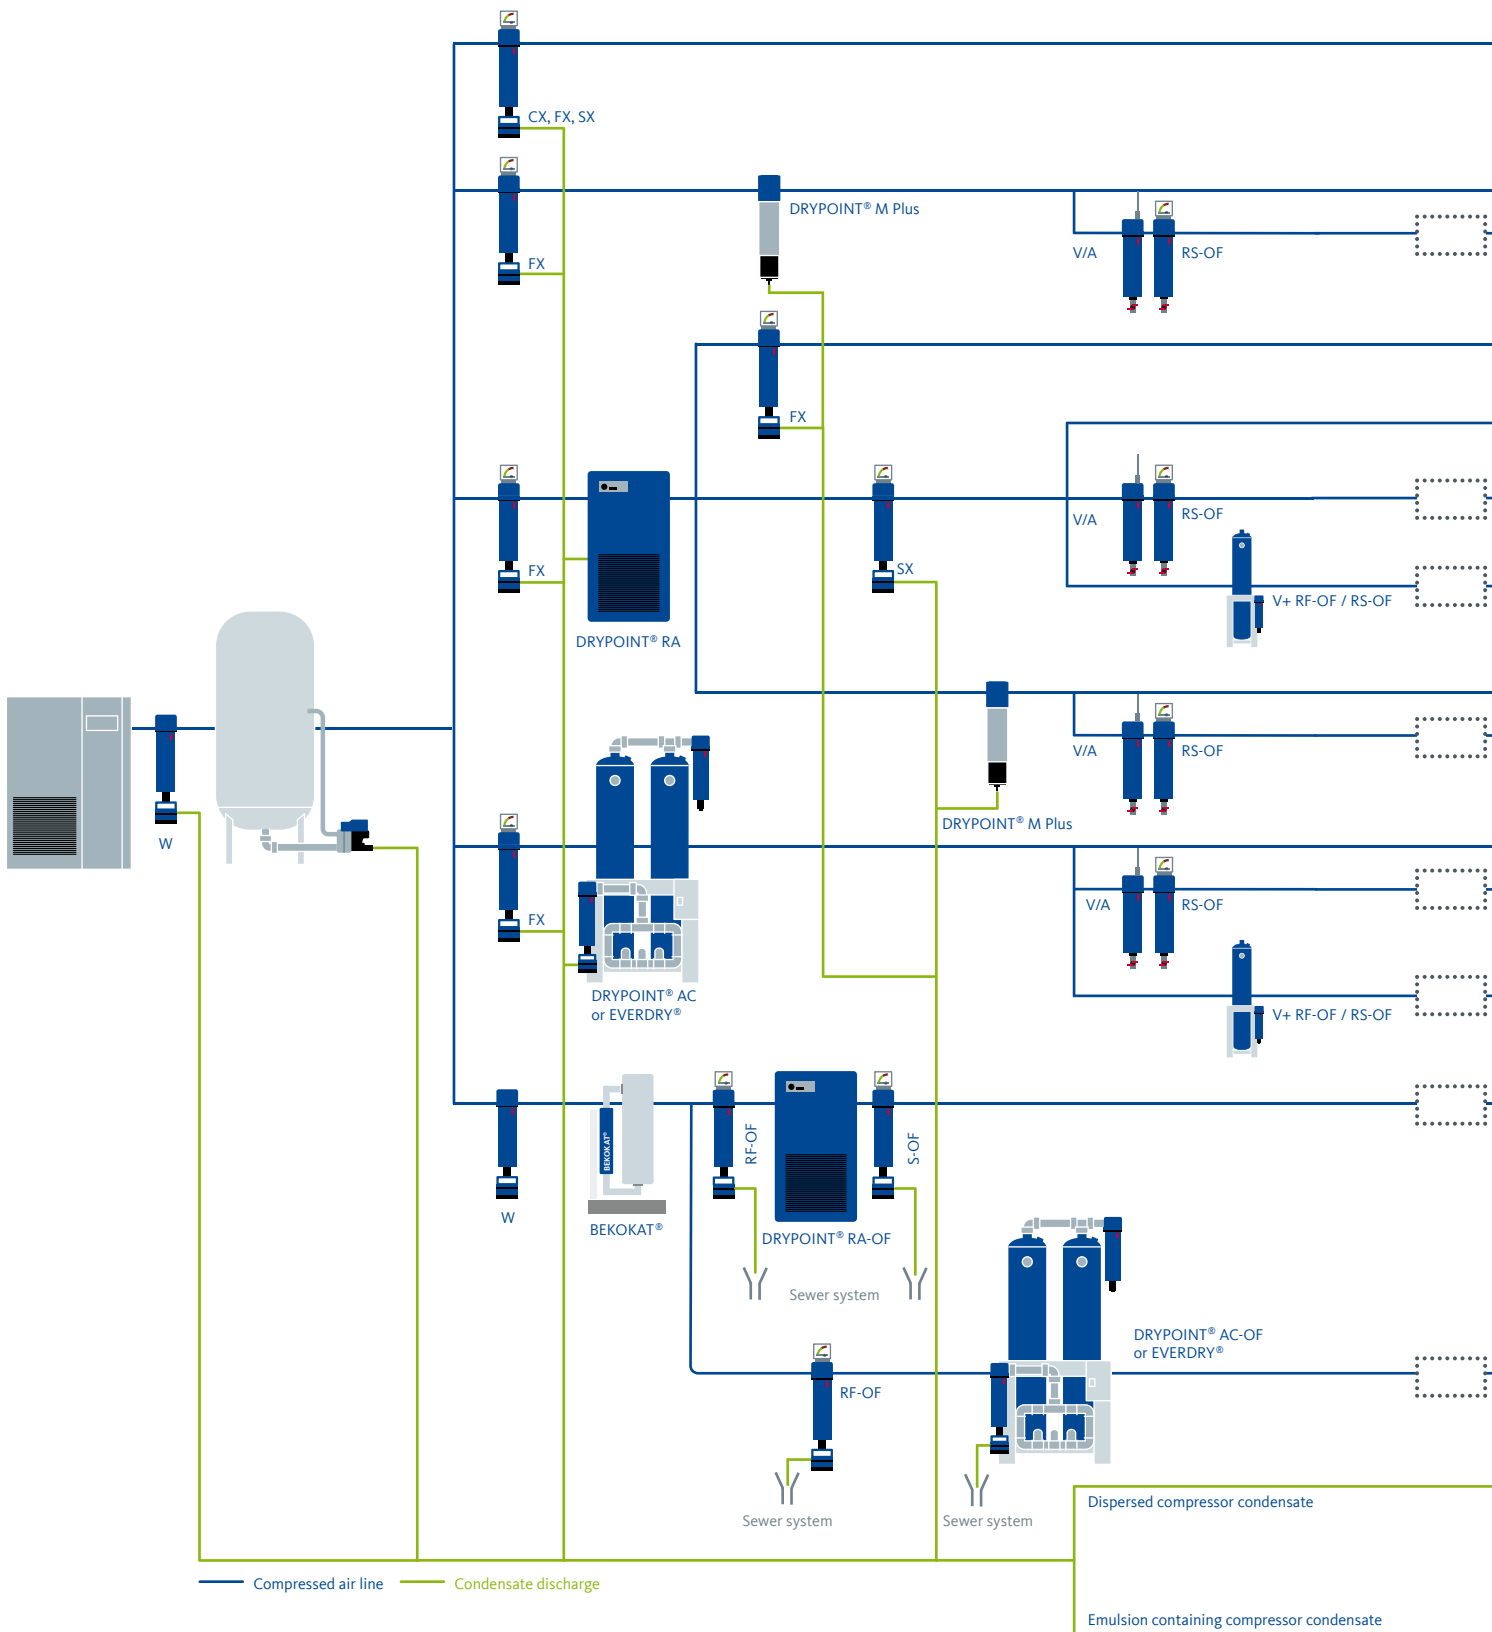 CX, FX, SX
DRYPOINT® M Plus
FX
V/A
RS-OF
FX
RS-OF
V/A
FX
SX
V+ RF-OF / RS-OF
DRYPOINT® RA
V/A
RS-OF
DRYPOINT® M Plus
W
FX
V/A
RS-OF
DRYPOINT® AC
or EVERDRY®
V+ RF-OF / RS-OF
BEKOKAT®
RF-OF
S-OF
W
BEKOKAT®
DRYPOINT® RA-OF
Sewer system
DRYPOINT® AC-OF
or EVERDRY®
RF-OF
Sewer system
Sewer system
Dispersed compressor condensate
Compressed air line
Condensate discharge
Emulsion containing compressor condensate